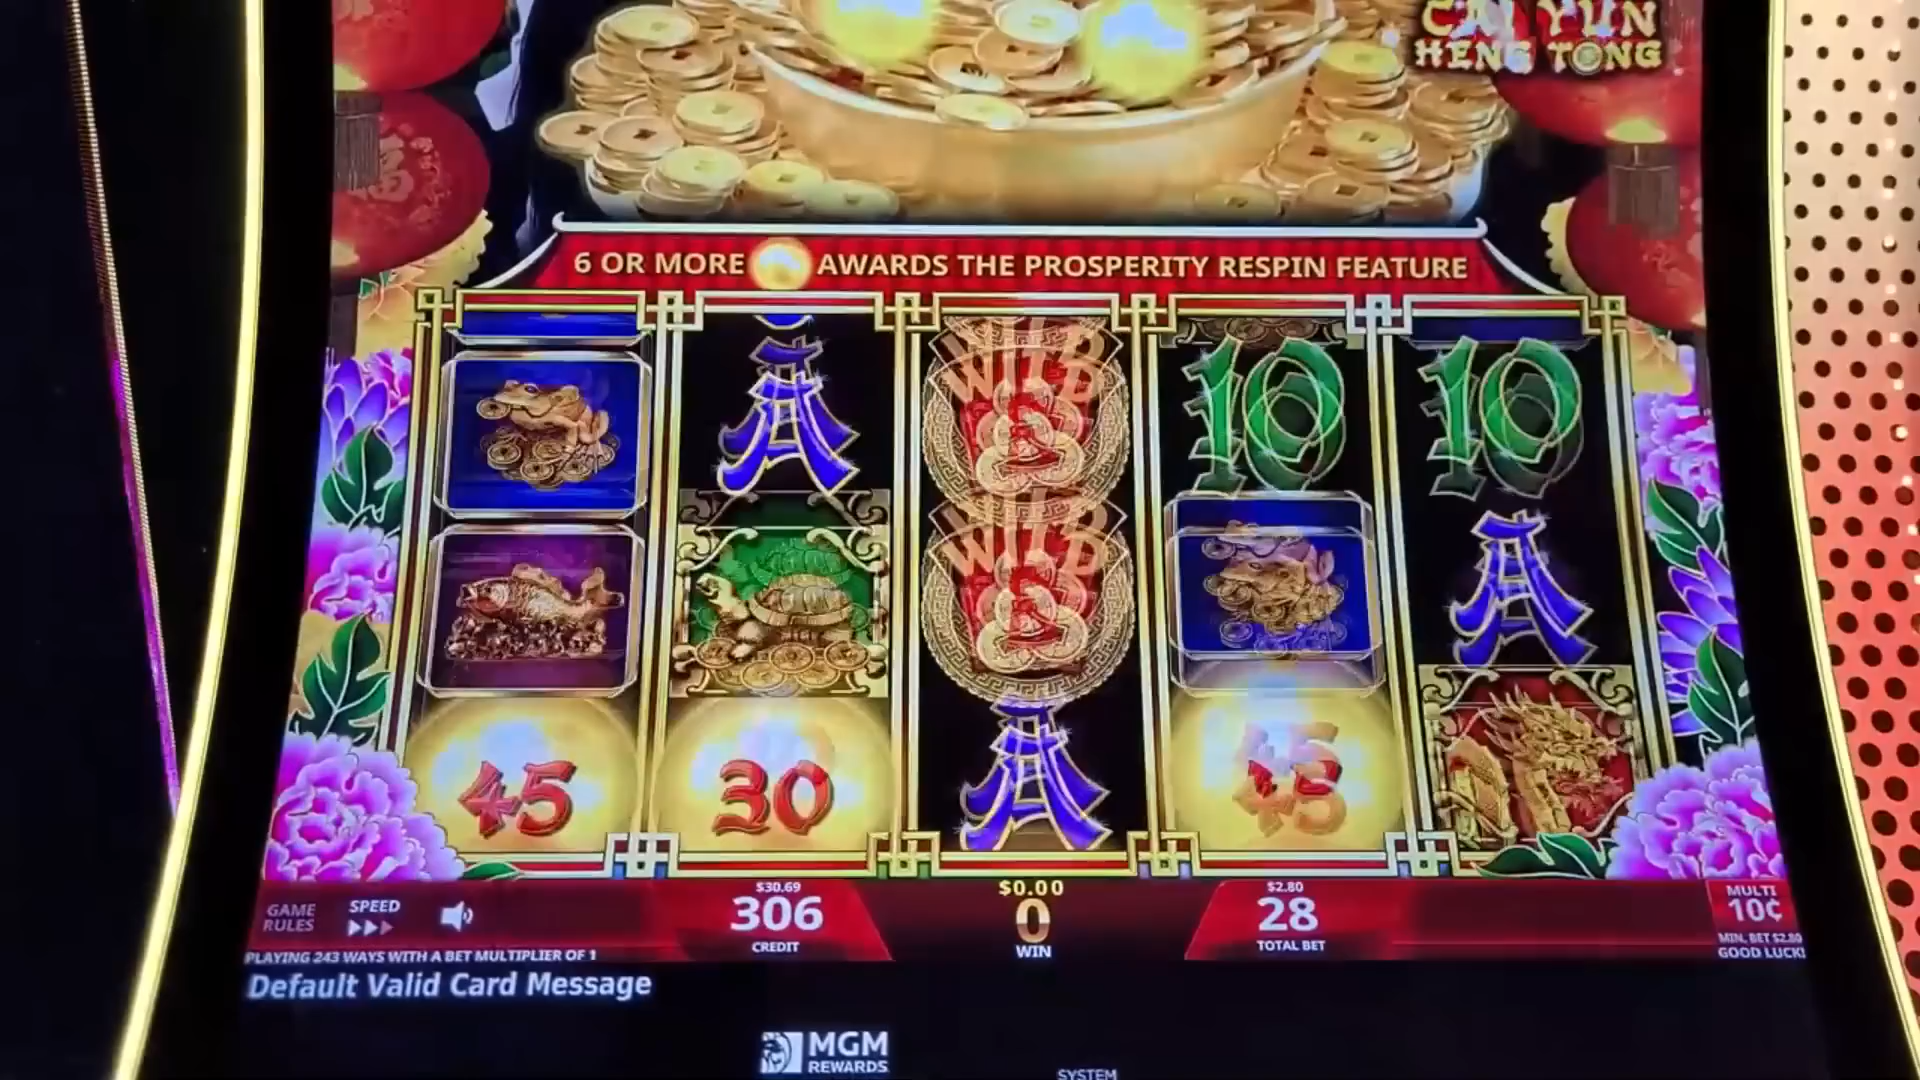 CAI YUN
HENG TONG
福
6 OR MORE AWARDS THE PROSPERITY RESPIN FEATURE
WILD
10
10
A
WILD
A
A
45
30
45
GAME RULES
SPEED
$30.69
306
CREDIT
$0.00
0
WIN
$2.80
28
TOTAL BET
MULTI
10¢
MIN. BET $2.80
GOOD LUCK!
PLAYING 243 WAYS WITH A BET MULTIPLIER OF 1
Default Valid Card Message
MGM
REWARDS
SYSTEM